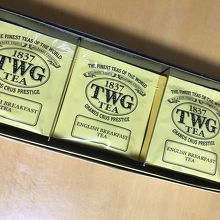 THE FINEST TEAS OF THE WORLD
1837
TWG
TEA
GRANDS CRUS PRESTIGE
ENGLISH BREAKFAST
TEA
THE FINEST TEAS OF THE WORLD
1837
TWG
TEA
GRANDS CRUS PRESTIGE
ENGLISH BREAKFAST
TEA
THE FINEST TEAS OF THE WORLD
1837
TWG
TEA
GRANDS CRUS PRESTIGE
ENGLISH BREAKFAST
TEA